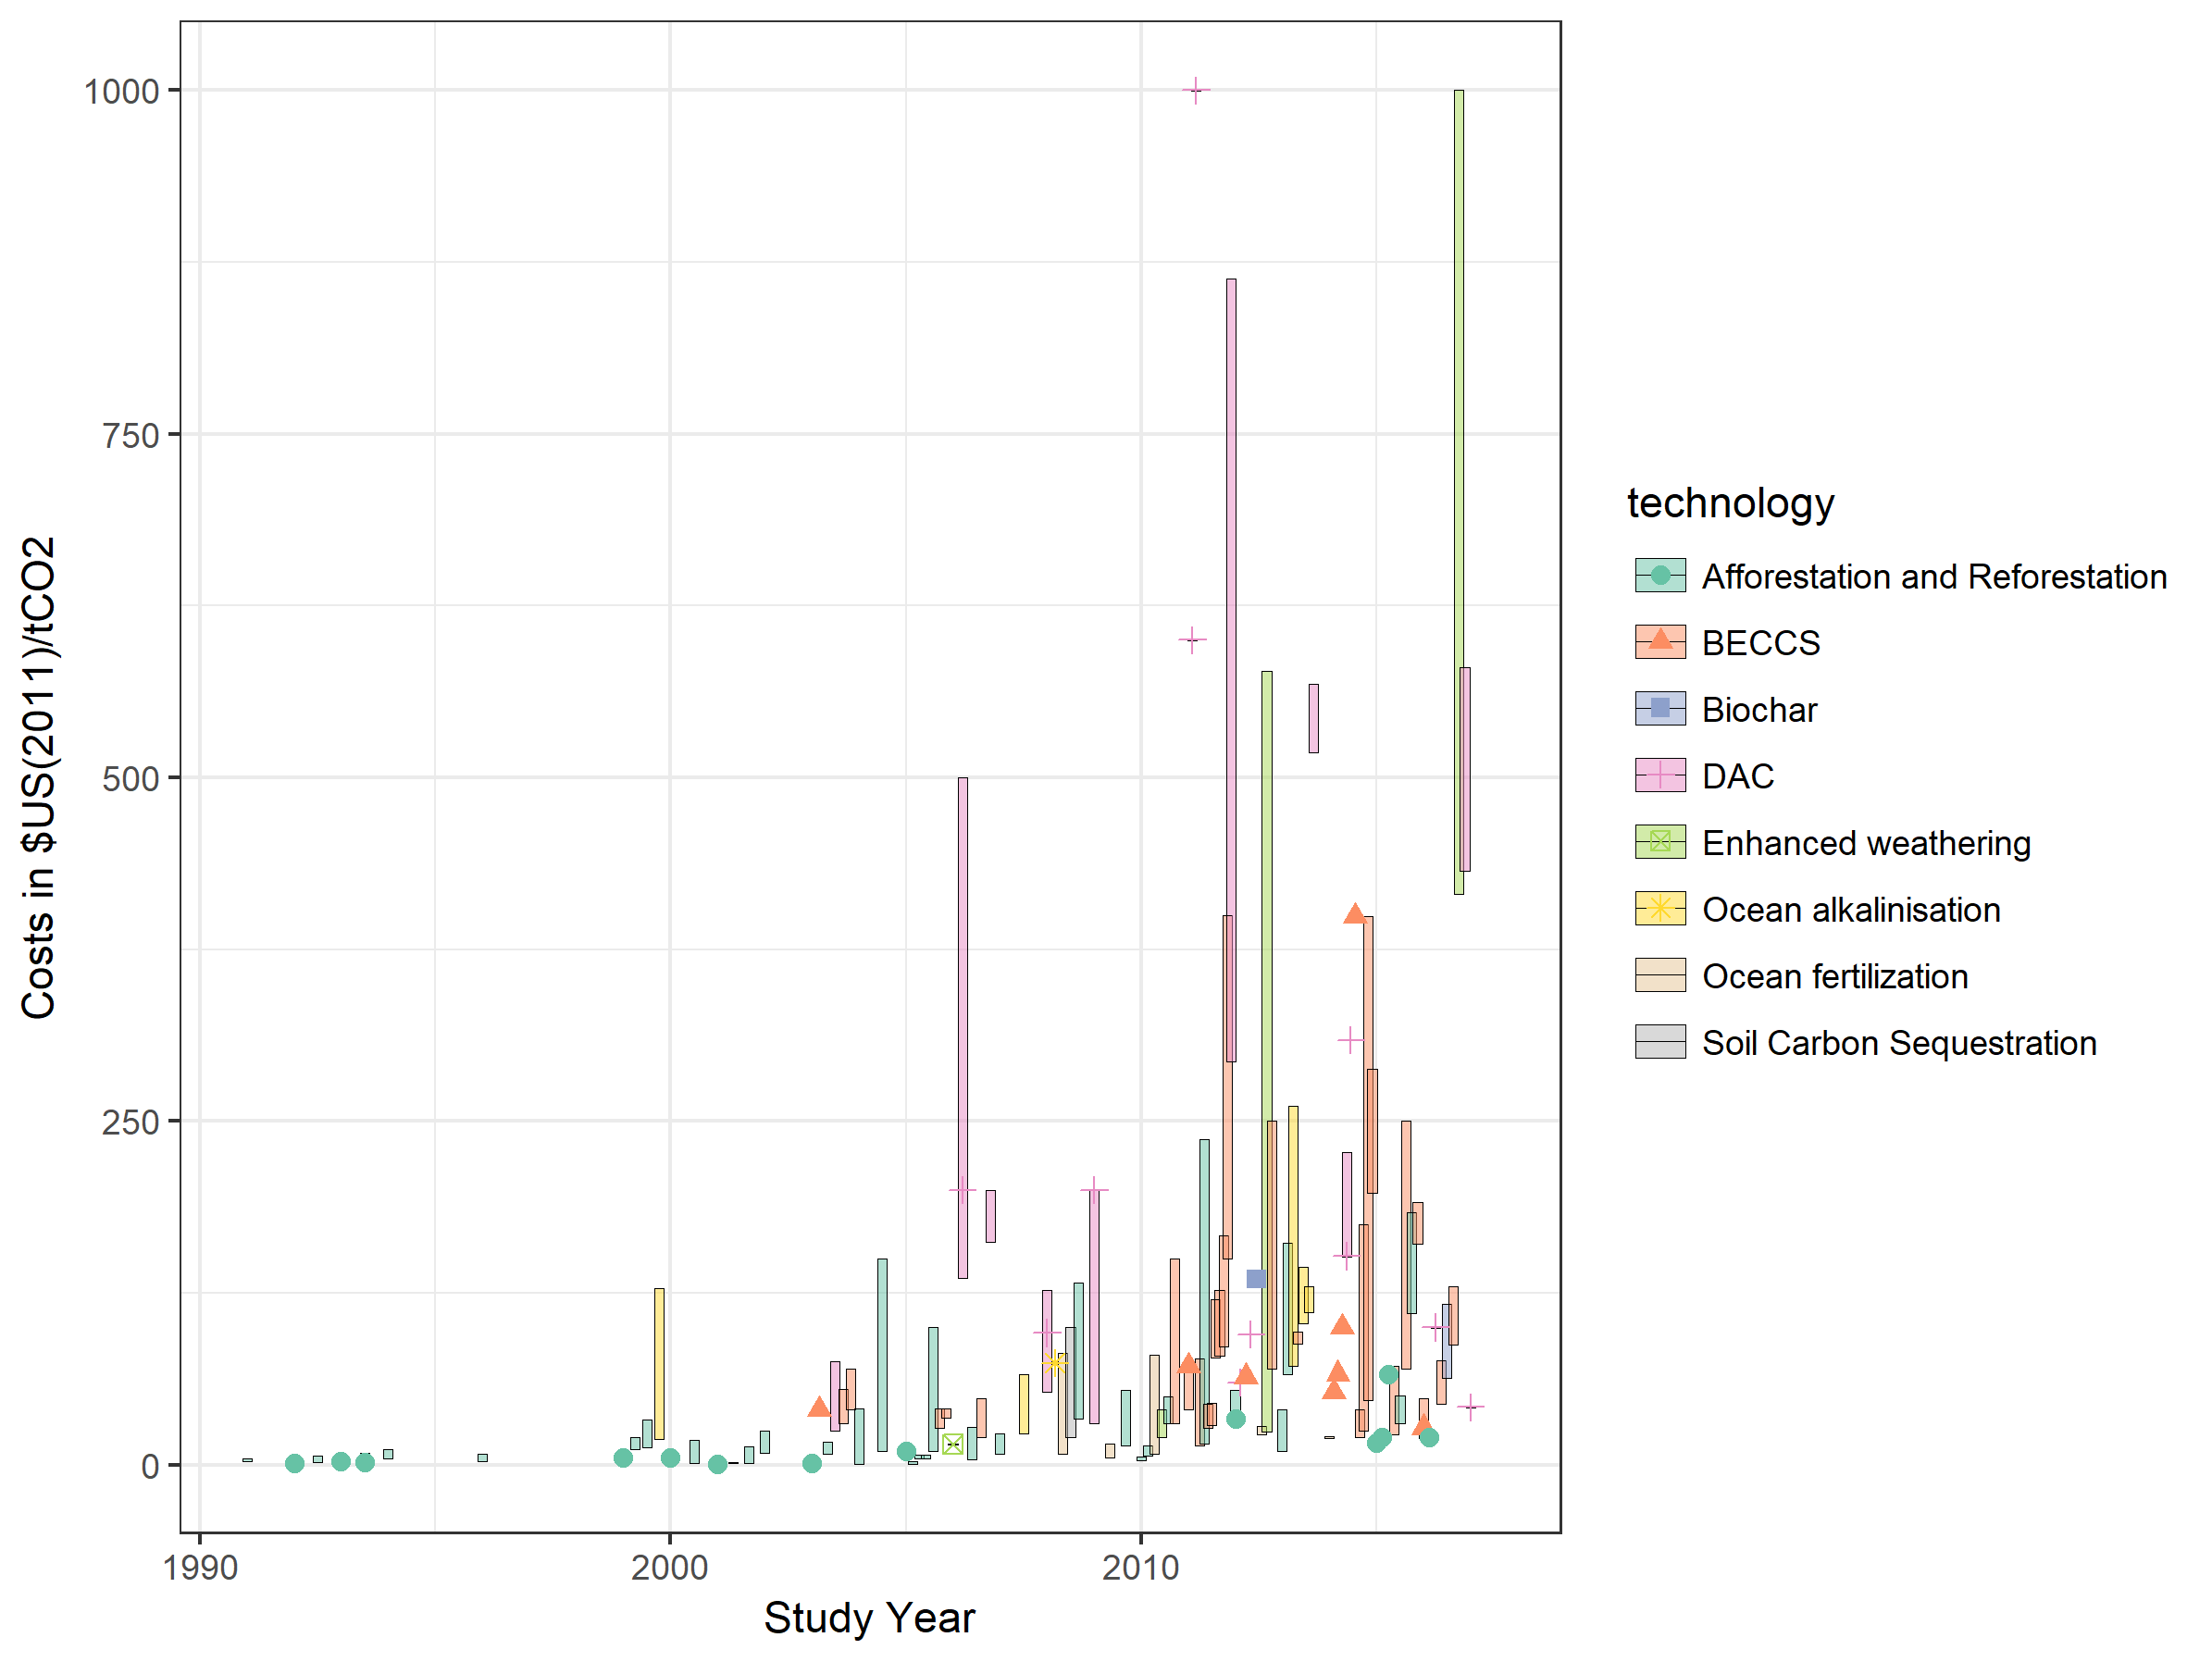 1000
750
500
250
0
Costs in $US(2011)/tCO2
1990
2000
2010
Study Year
technology
Afforestation and Reforestation
BECCS
Biochar
DAC
Enhanced weathering
Ocean alkalinisation
Ocean fertilization
Soil Carbon Sequestration